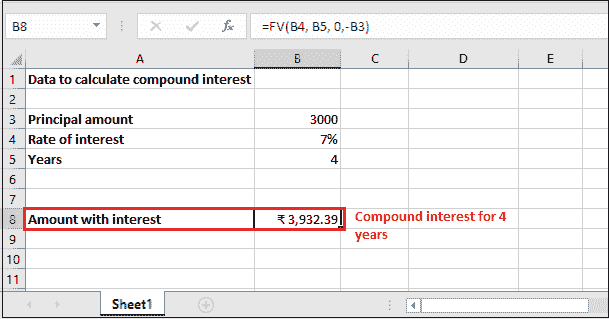 B8 fx =FV(B4, B5, 0,-B3)
A B C D E
1 Data to calculate compound interest
2
3 Principal amount 3000
4 Rate of interest 7%
5 Years 4
6
7
8 Amount with interest ₹ 3,932.39 Compound interest for 4
9 years
10
11
Sheet1